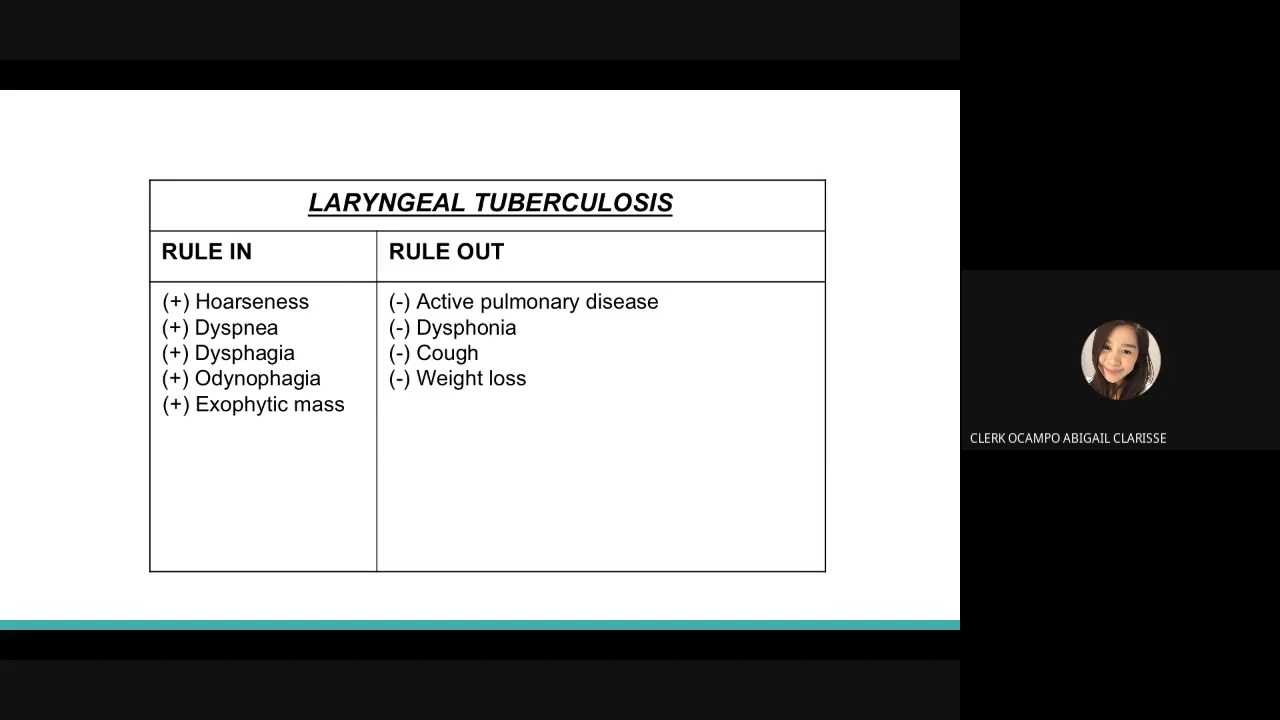 LARYNGEAL TUBERCULOSIS
RULE IN
RULE OUT
(+) Hoarseness
(+) Dyspnea
(+) Dysphagia
(+) Odynophagia
(+) Exophytic mass
(-) Active pulmonary disease
(-) Dysphonia
(-) Cough
(-) Weight loss
CLERK OCAMPO ABIGAIL CLARISSE